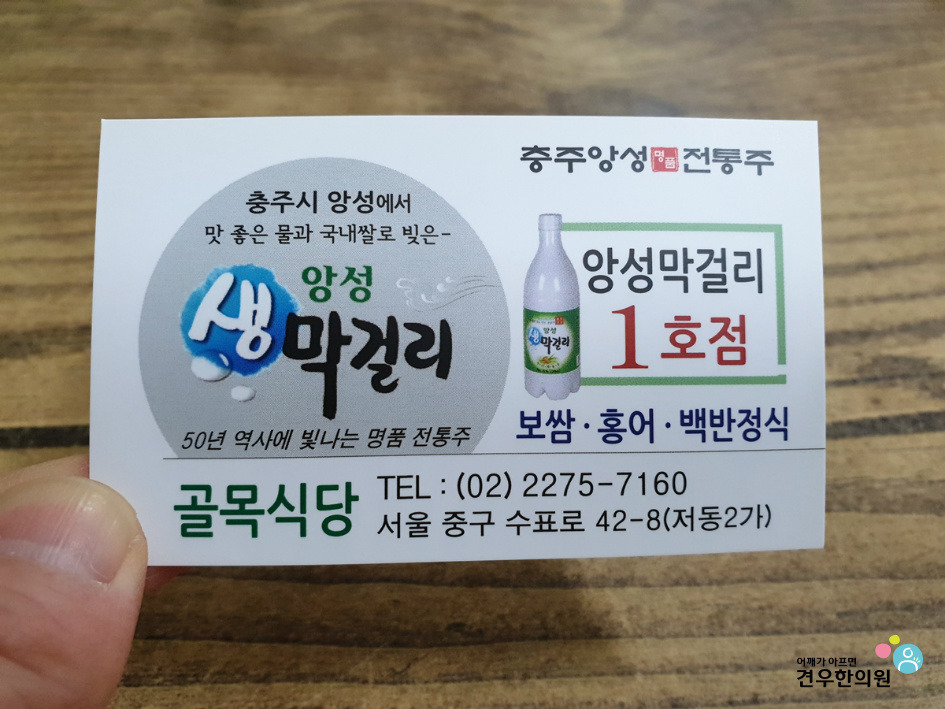 충주시 앙성에서
맛 좋은 물과 국내쌀로 빚은-
앙성
생막걸리
50년 역사에 빛나는 명품 전통주
충주앙성명품전통주
앙성막걸리
1호점
앙성
생막걸리
보쌈·홍어·백반정식
골목식당
TEL : (02) 2275-7160
서울 중구 수표로 42-8(저동2가)
어깨가 아프면
견우한의원